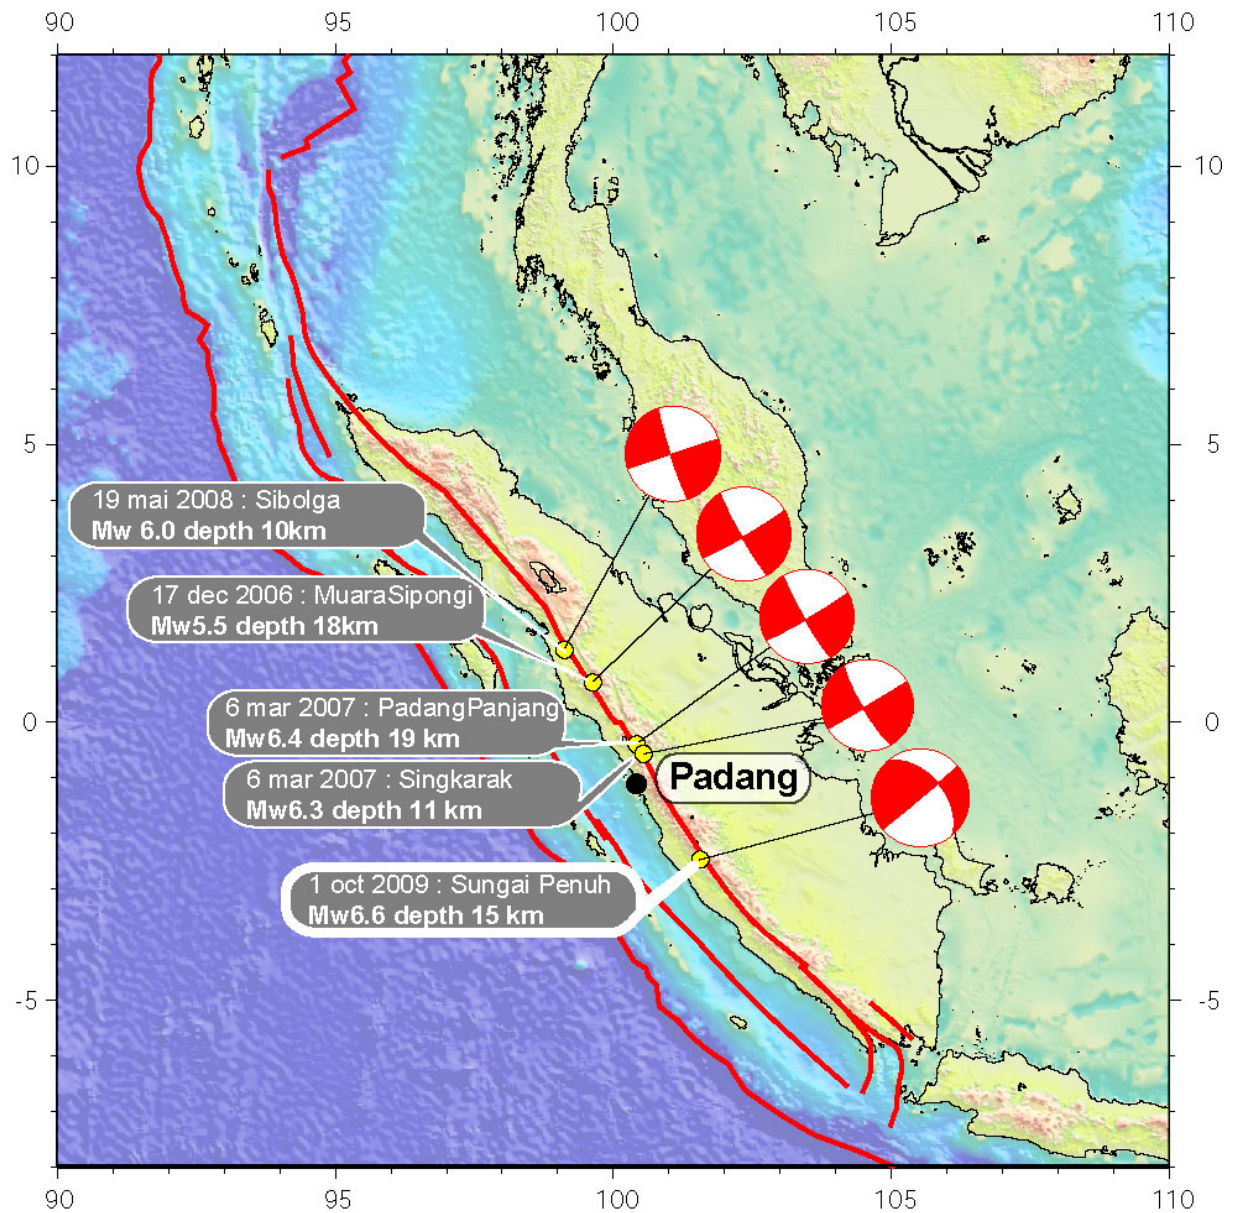 90 95 100 105 110
10 10
5 5
19 mai 2008 : Sibolga
Mw 6.0 depth 10km
17 dec 2006 : MuaraSipongi
Mw5.5 depth 18km
6 mar 2007 : PadangPanjang
Mw6.4 depth 19 km
0 0
6 mar 2007 : Singkarak
Mw6.3 depth 11 km
Padang
1 oct 2009 : Sungai Penuh
Mw6.6 depth 15 km
-5 -5
90 95 100 105 110